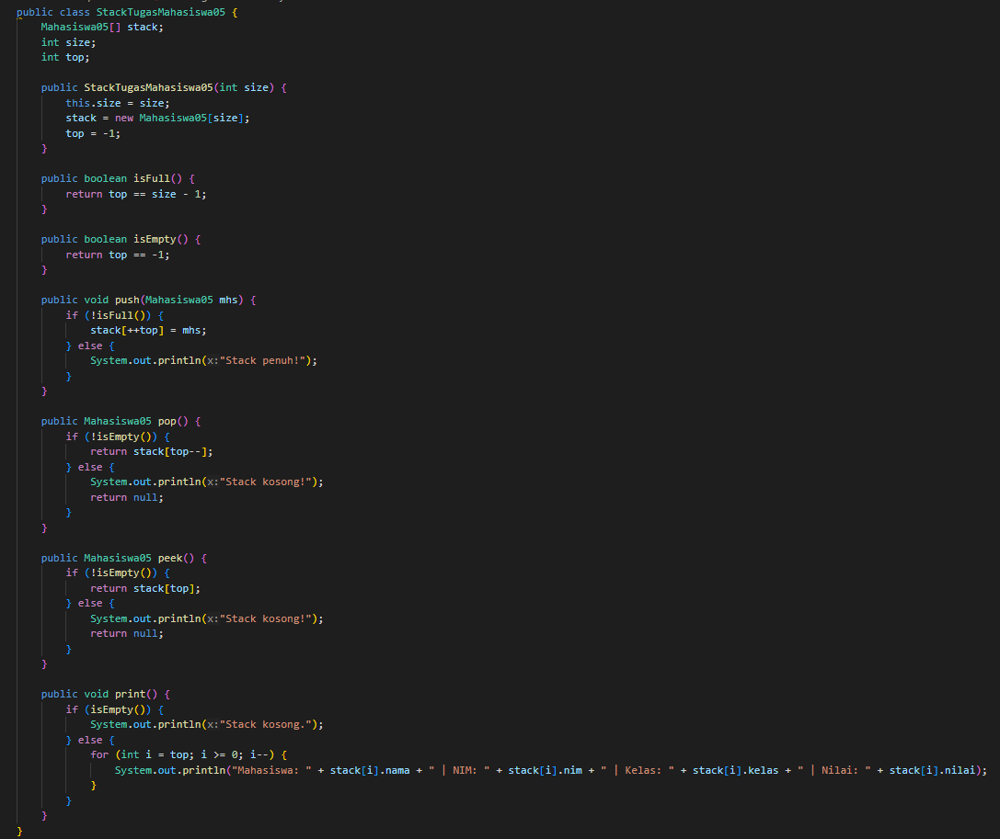 public class StackTugasMahasiswa05 {
    Mahasiswa05[] stack;
    int size;
    int top;

    public StackTugasMahasiswa05(int size) {
        this.size = size;
        stack = new Mahasiswa05[size];
        top = -1;
    }

    public boolean isFull() {
        return top == size - 1;
    }

    public boolean isEmpty() {
        return top == -1;
    }

    public void push(Mahasiswa05 mhs) {
        if (!isFull()) {
            stack[++top] = mhs;
        } else {
            System.out.println(x:"Stack penuh!");
        }
    }

    public Mahasiswa05 pop() {
        if (!isEmpty()) {
            return stack[top--];
        } else {
            System.out.println(x:"Stack kosong!");
            return null;
        }
    }

    public Mahasiswa05 peek() {
        if (!isEmpty()) {
            return stack[top];
        } else {
            System.out.println(x:"Stack kosong!");
            return null;
        }
    }

    public void print() {
        if (isEmpty()) {
            System.out.println(x:"Stack kosong.");
        } else {
            for (int i = top; i >= 0; i--) {
                System.out.println("Mahasiswa: " + stack[i].nama + " | NIM: " + stack[i].nim + " | Kelas: " + stack[i].kelas + " | Nilai: " + stack[i].nilai);
            }
        }
    }
}